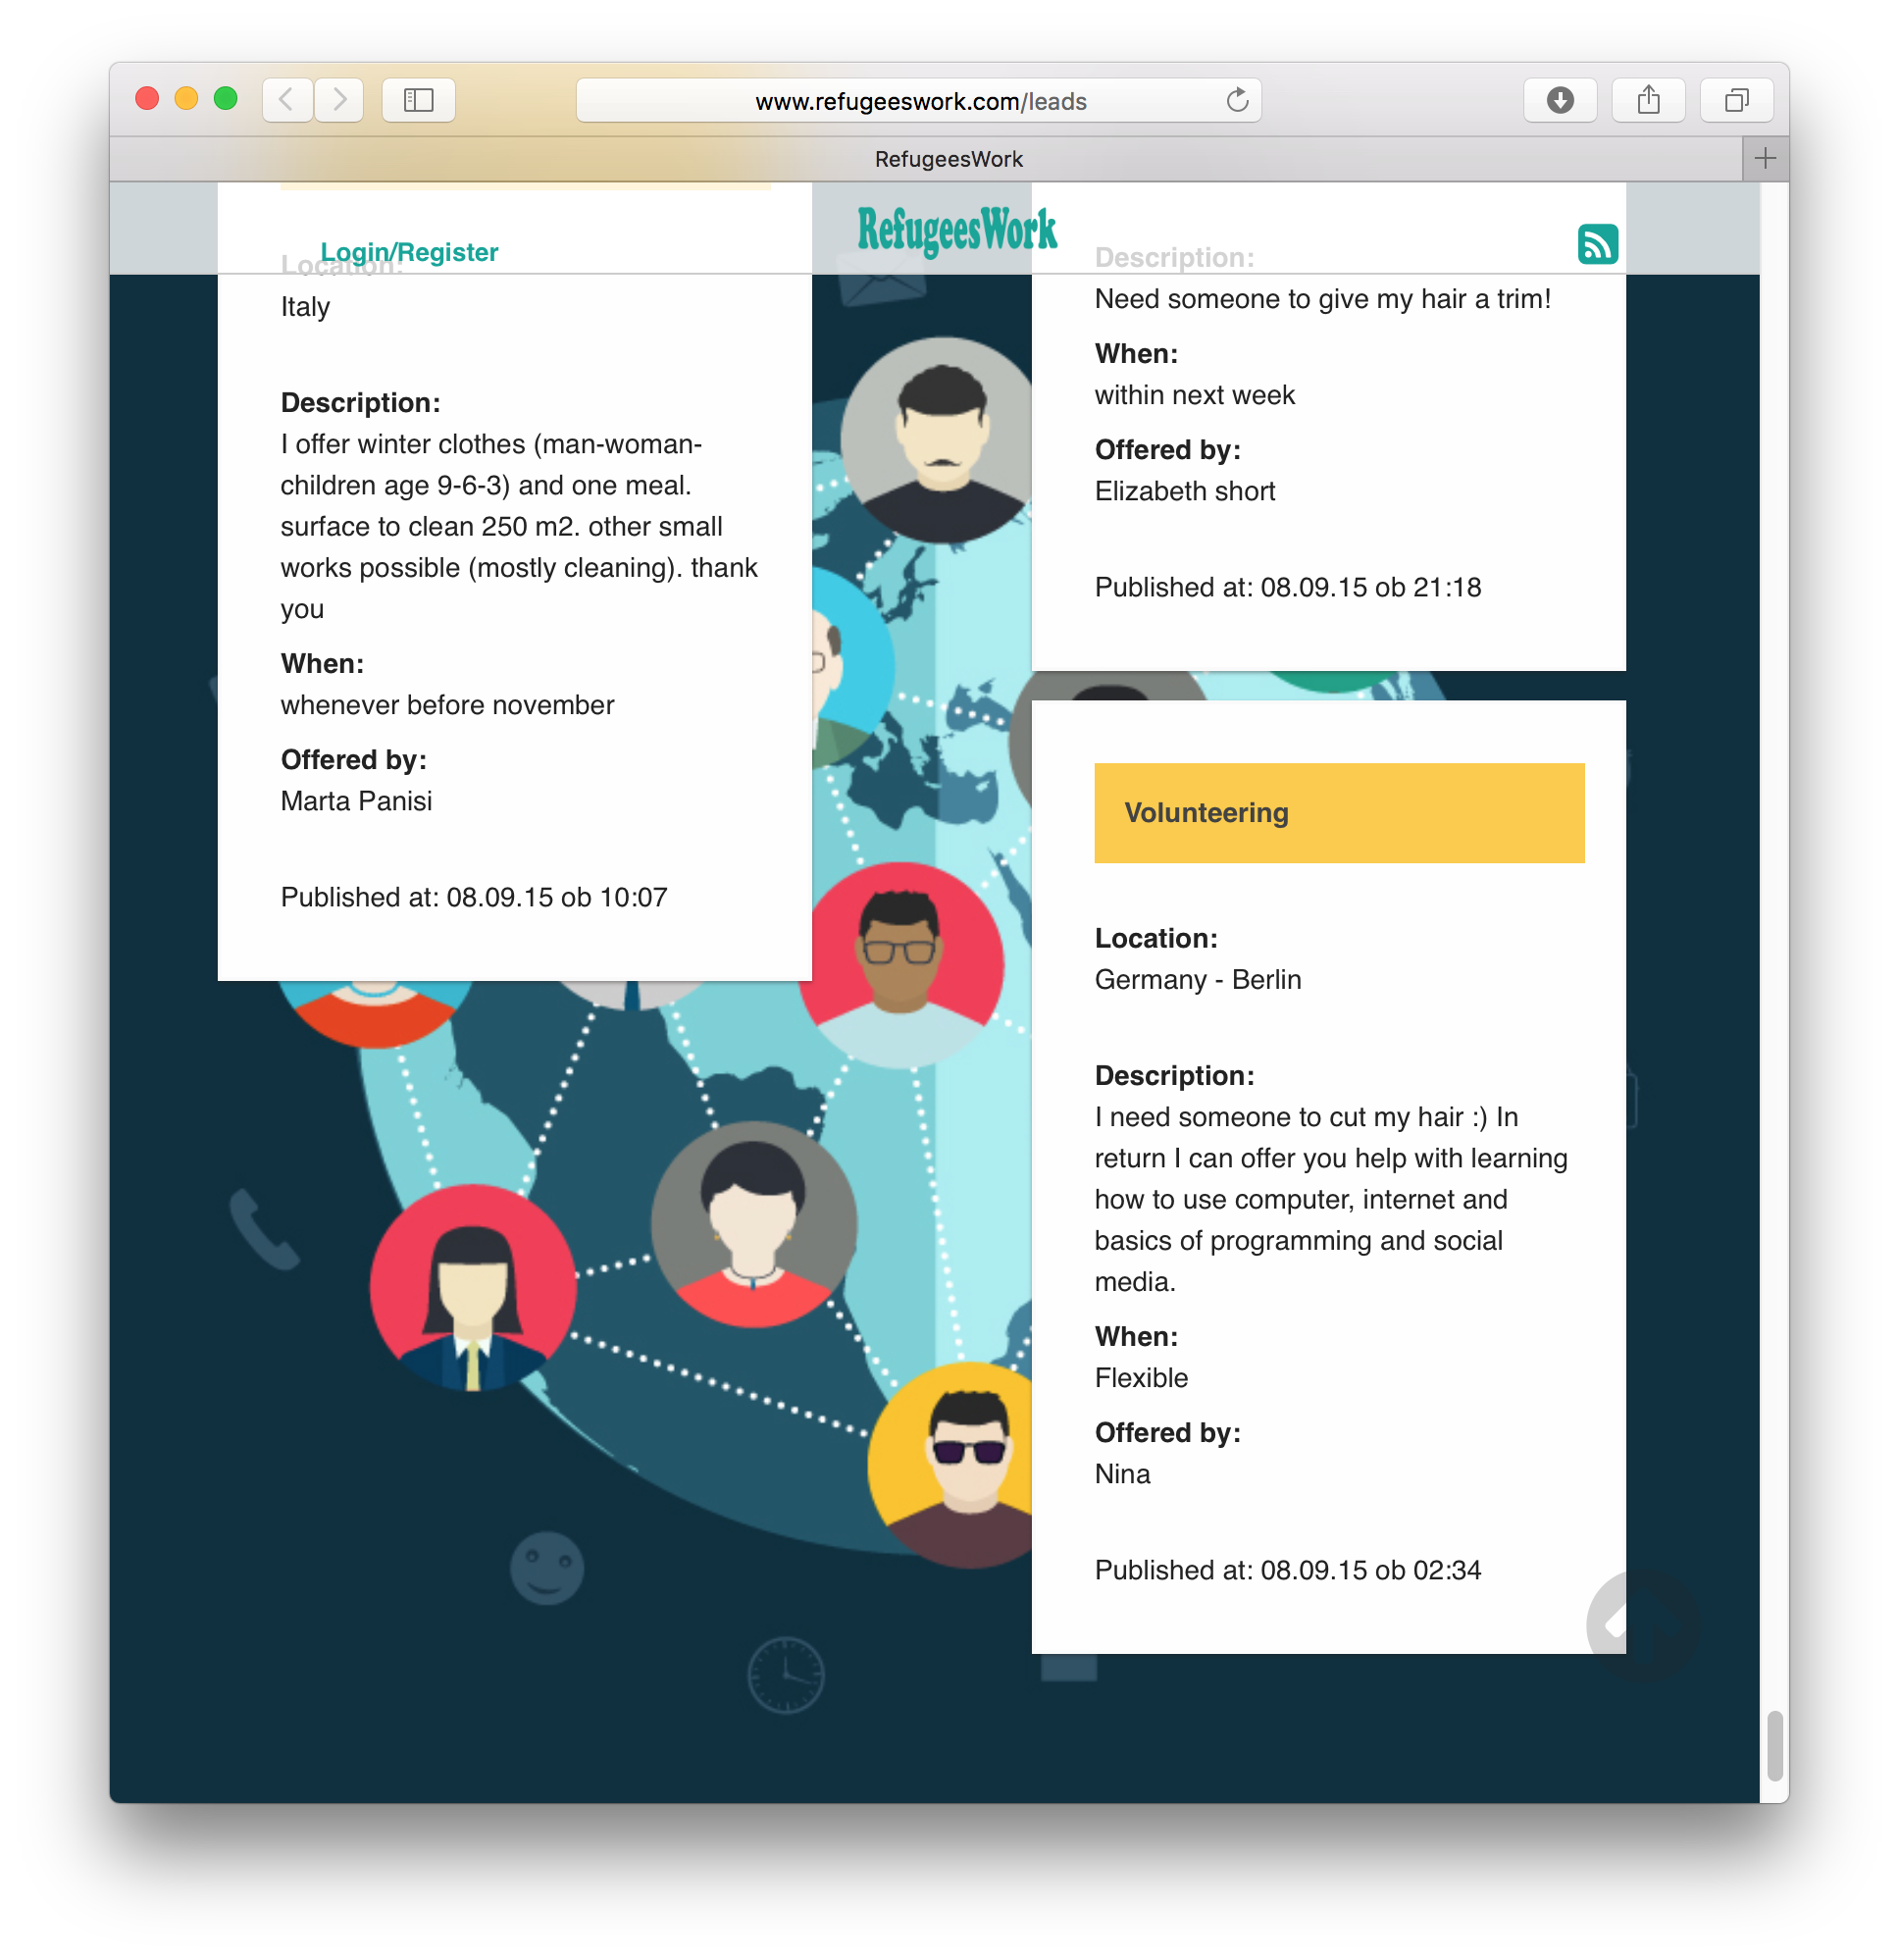 www.refugeeswork.com/leads
RefugeesWork
Login/Register
RefugeesWork
Location:
Italy
Description:
I offer winter clothes (man-woman-
children age 9-6-3) and one meal.
surface to clean 250 m2. other small
works possible (mostly cleaning). thank
you
When:
whenever before november
Offered by:
Marta Panisi
Published at: 08.09.15 ob 10:07
Description:
Need someone to give my hair a trim!
When:
within next week
Offered by:
Elizabeth short
Published at: 08.09.15 ob 21:18
Volunteering
Location:
Germany - Berlin
Description:
I need someone to cut my hair :) In
return I can offer you help with learning
how to use computer, internet and
basics of programming and social
media.
When:
Flexible
Offered by:
Nina
Published at: 08.09.15 ob 02:34